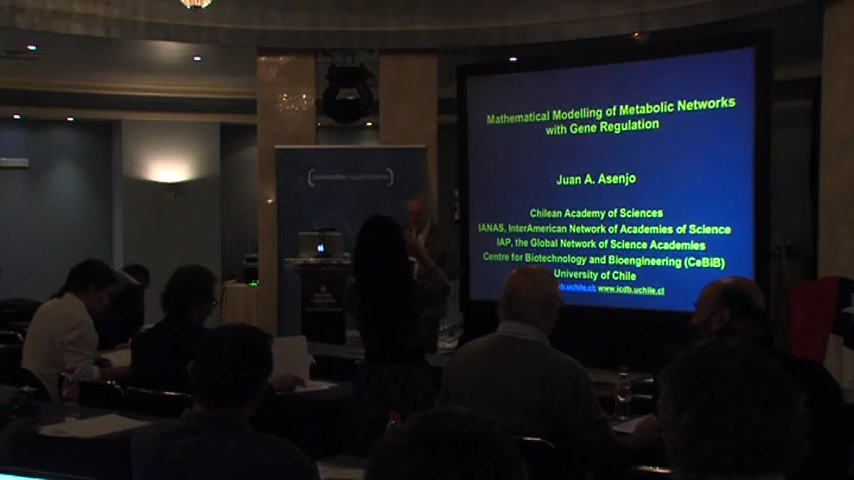 Mathematical Modelling of Metabolic Networks
with Gene Regulation
Juan A. Asenjo
Chilean Academy of Sciences
IANAS, InterAmerican Network of Academies of Science
IAP, the Global Network of Science Academies
Centre for Biotechnology and Bioengineering (CeBiB)
University of Chile
www.icdb.uchile.cl